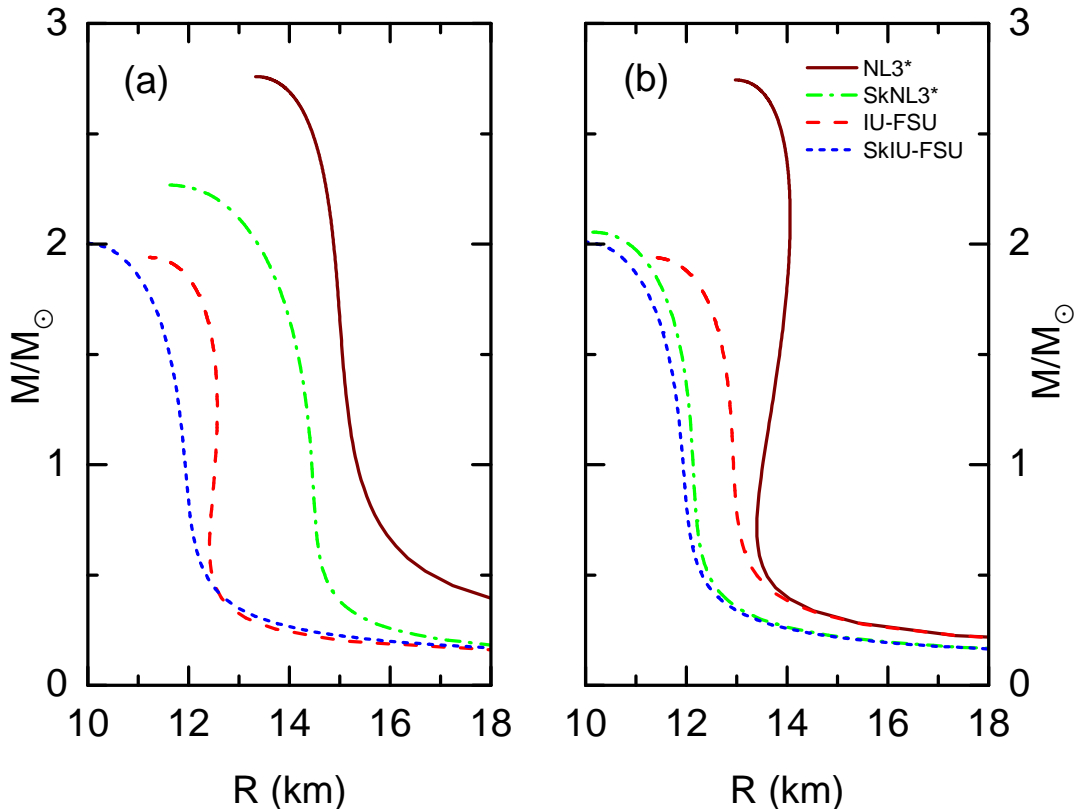 3
3
(a)
(b)
NL3*
SkNL3*
IU-FSU
SkIU-FSU
2
2
M/M⊙
M/M⊙
1
1
0
0
10 12 14 16 18
10 12 14 16 18
R (km)
R (km)